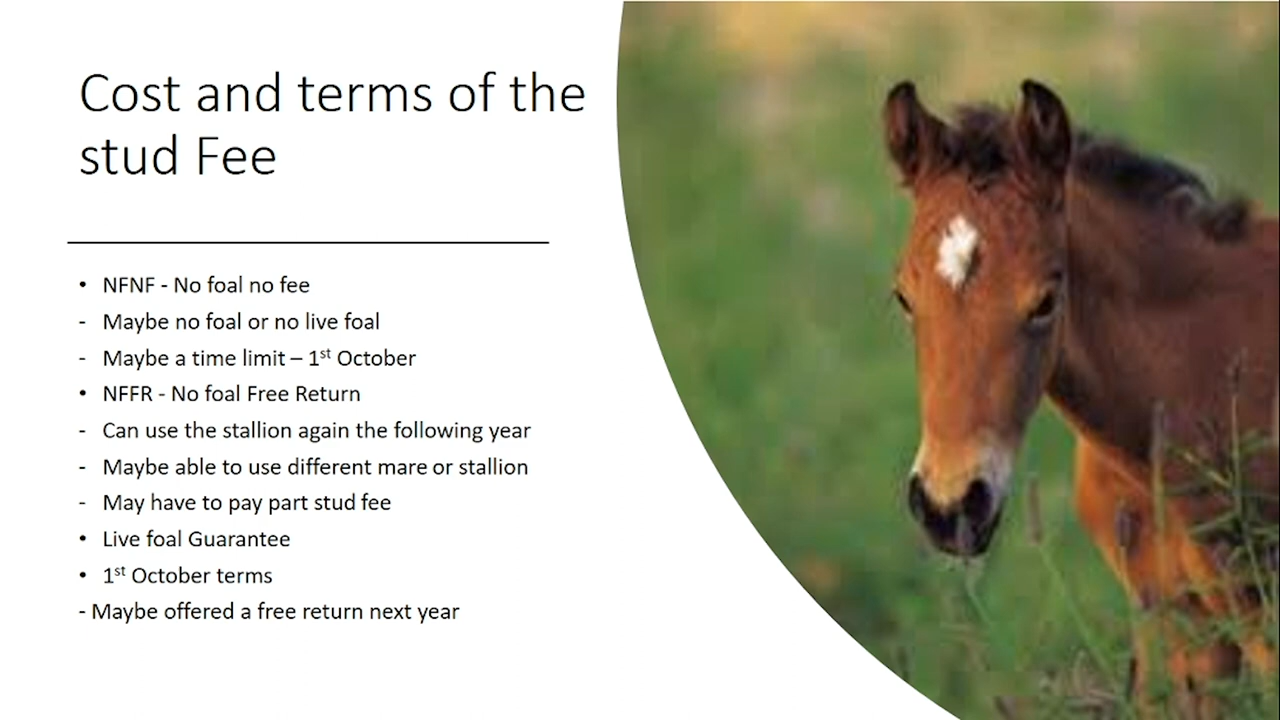 Cost and terms of the
stud Fee
• NFNF - No foal no fee
- Maybe no foal or no live foal
- Maybe a time limit – 1st October
• NFFR - No foal Free Return
- Can use the stallion again the following year
- Maybe able to use different mare or stallion
- May have to pay part stud fee
• Live foal Guarantee
• 1st October terms
- Maybe offered a free return next year